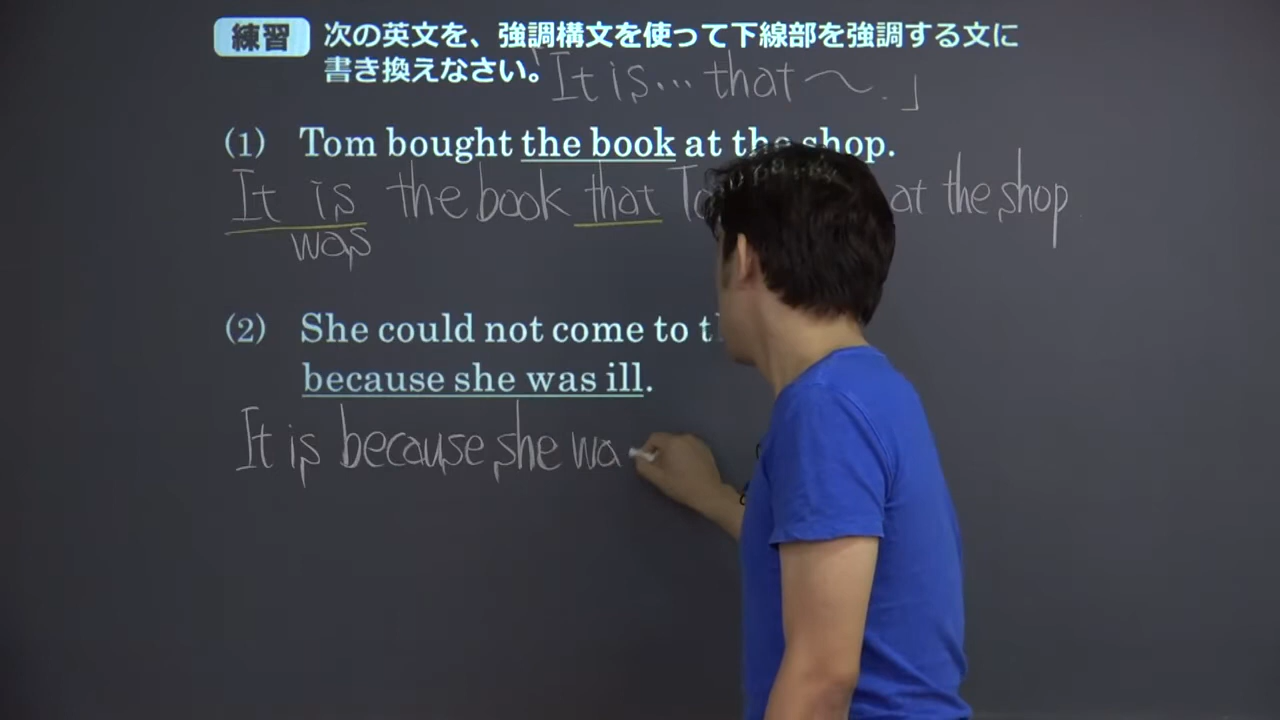 練習 次の英文を、強調構文を使って下線部を強調する文に
書き換えなさい。
「It is… that 〜.」
(1) Tom bought the book at the shop.
It is the book that at the shop.
was
(2) She could not come to
because she was ill.
It is because she wa